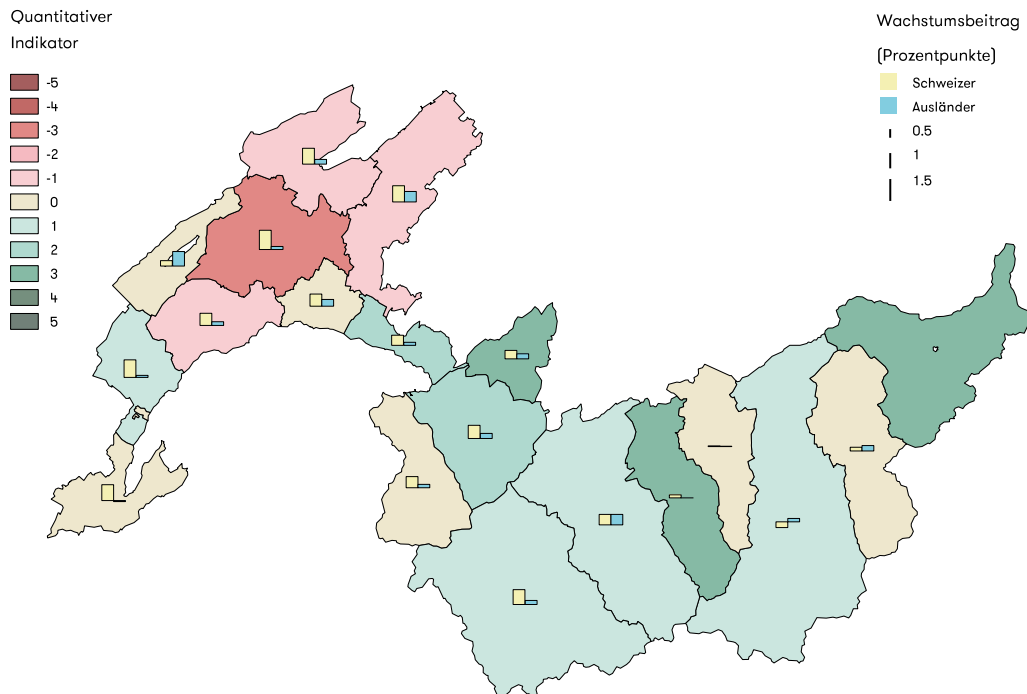 Quantitativer
Indikator
-5
-4
-3
-2
-1
0
1
2
3
4
5
Wachstumsbeitrag
(Prozentpunkte)
Schweizer
Ausländer
0.5
1
1.5